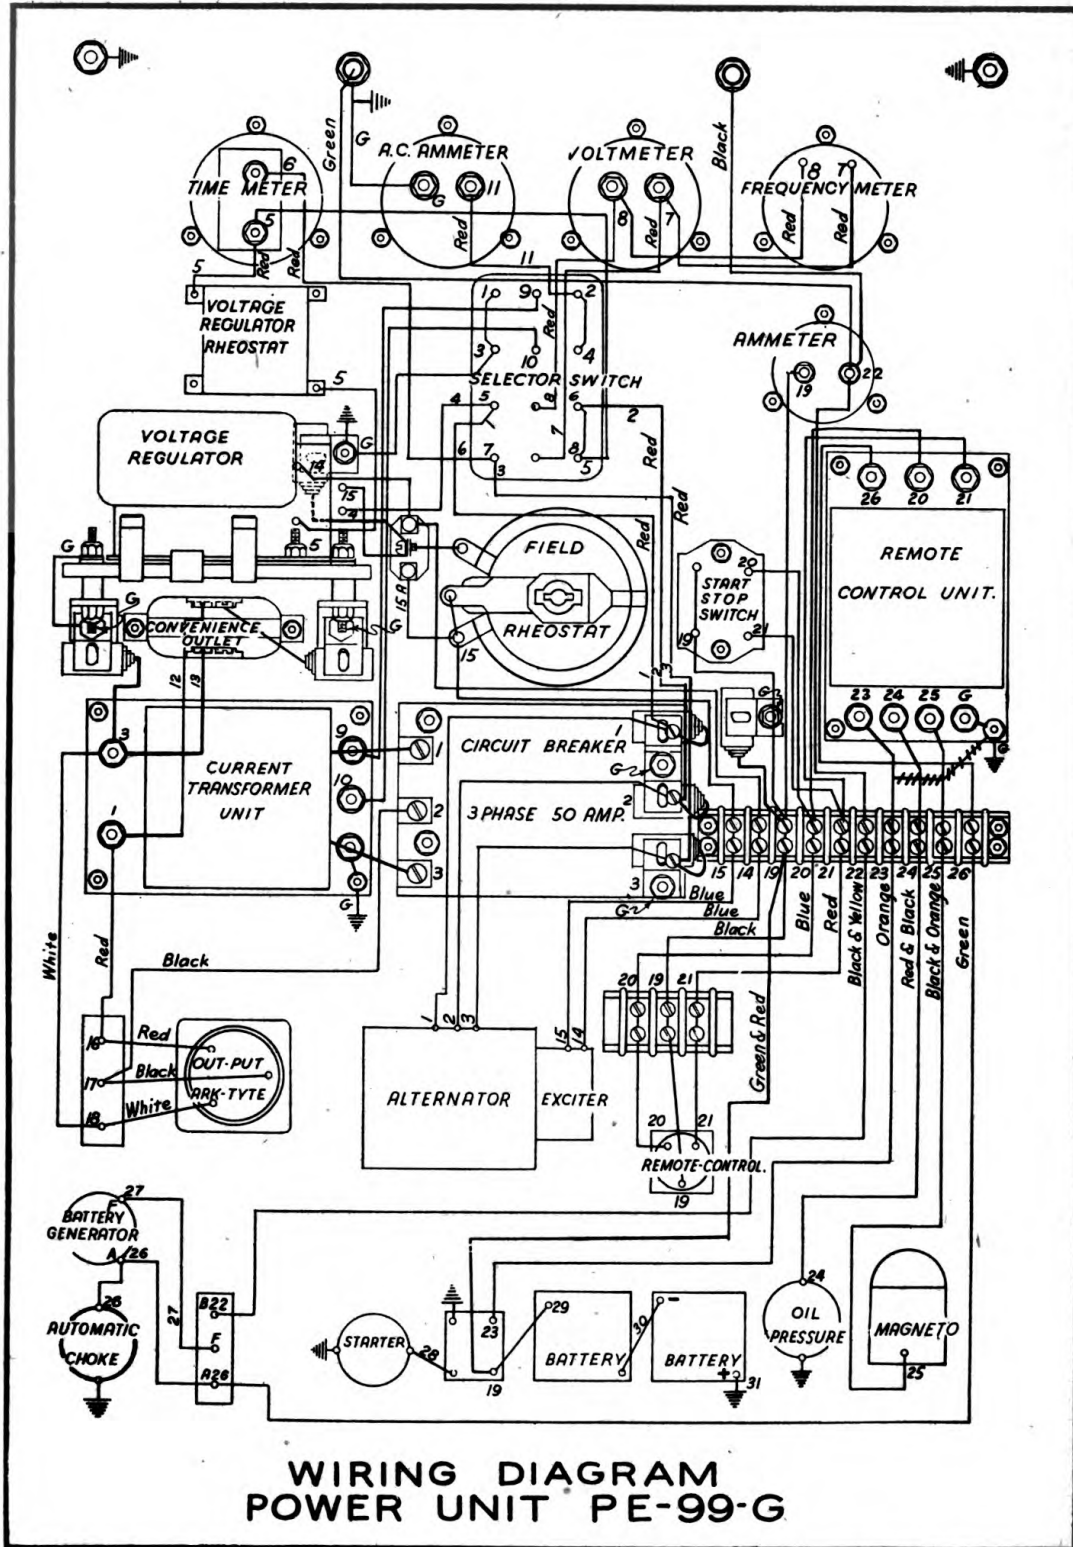 Green
G
A.C. AMMETER
VOLTMETER
Black
TIME METER
6
5
G
11
Red
8
7
Red
FREQUENCY METER
8
7
Red
Red
5
Red
Red
VOLTAGE
REGULATOR
RHEOSTAT
5
11
1
9
2
3
10
4
Red
SELECTOR SWITCH
4
5
8
6
2
6
7
7
8
3
5
AMMETER
19
22
VOLTAGE
REGULATOR
G
14
15
4
5
15 A
G
G
G
CONVENIENCE
OUTLET
12
13
FIELD
RHEOSTAT
15
Red
Red
Red
20
START
STOP
SWITCH
19
21
26
20
21
REMOTE
CONTROL UNIT.
23
24
25
G
G
3
9
CURRENT
TRANSFORMER
UNIT
10
1
G
1
2
3
1
CIRCUIT BREAKER
1
G
2
3 PHASE 50 AMP.
2
3
3
G
G
15
14
19
20
21
22
23
24
25
26
Blue
Blue
Black
Blue
Red
Black & Yellow
Orange
Red & Black
Black & Orange
Green
White
Red
Black
20
19
21
Green & Red
16
Red
17
Black
18
White
OUT-PUT
ARK-TYTE
1
2
3
15
14
ALTERNATOR
EXCITER
20
21
REMOTE-CONTROL.
19
27
F
BATTERY
GENERATOR
A
26
26
AUTOMATIC
CHOKE
27
B22
F
A26
STARTER
28
23
19
29
BATTERY
30
-
BATTERY
+
31
24
OIL
PRESSURE
MAGNETO
25
WIRING DIAGRAM
POWER UNIT PE-99-G